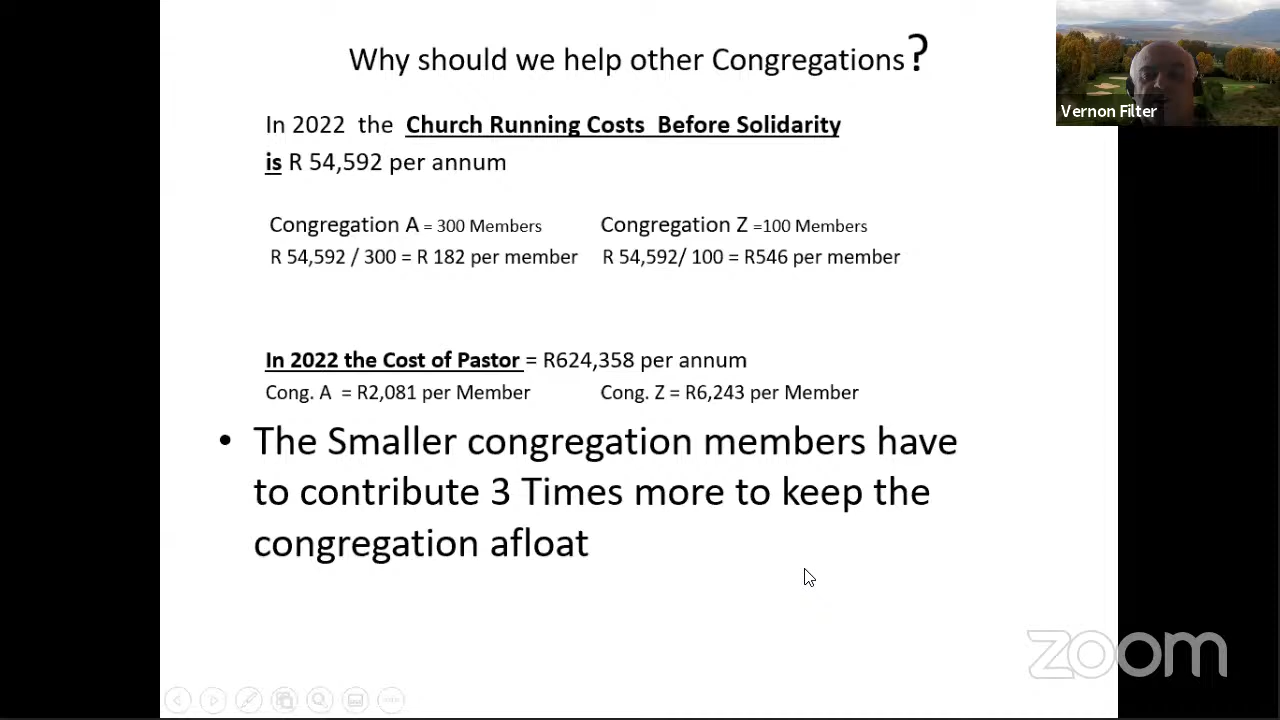 Why should we help other Congregations?
Vernon Filter
In 2022 the Church Running Costs Before Solidarity
is R 54,592 per annum
Congregation A = 300 Members
Congregation Z =100 Members
R 54,592 / 300 = R 182 per member
R 54,592/ 100 = R546 per member
In 2022 the Cost of Pastor = R624,358 per annum
Cong. A = R2,081 per Member
Cong. Z = R6,243 per Member
• The Smaller congregation members have
to contribute 3 Times more to keep the
congregation afloat
zoom